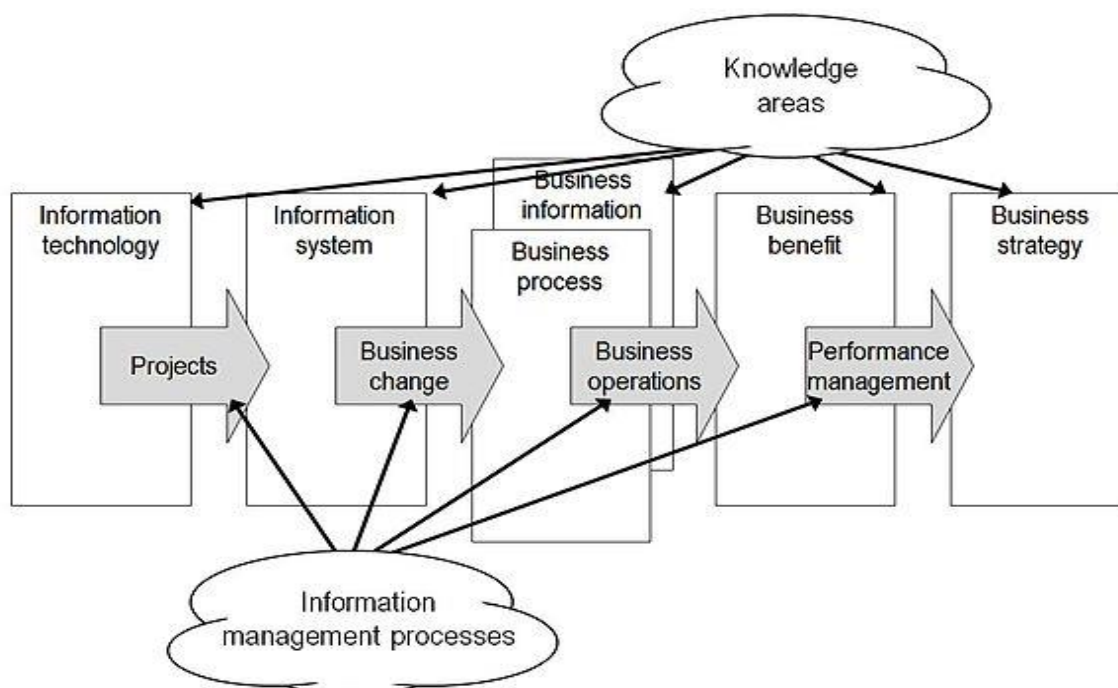 Knowledge
areas
Information
technology
Information
system
Business
information
Business
process
Business
benefit
Business
strategy
Projects
Business
change
Business
operations
Performance
management
Information
management processes